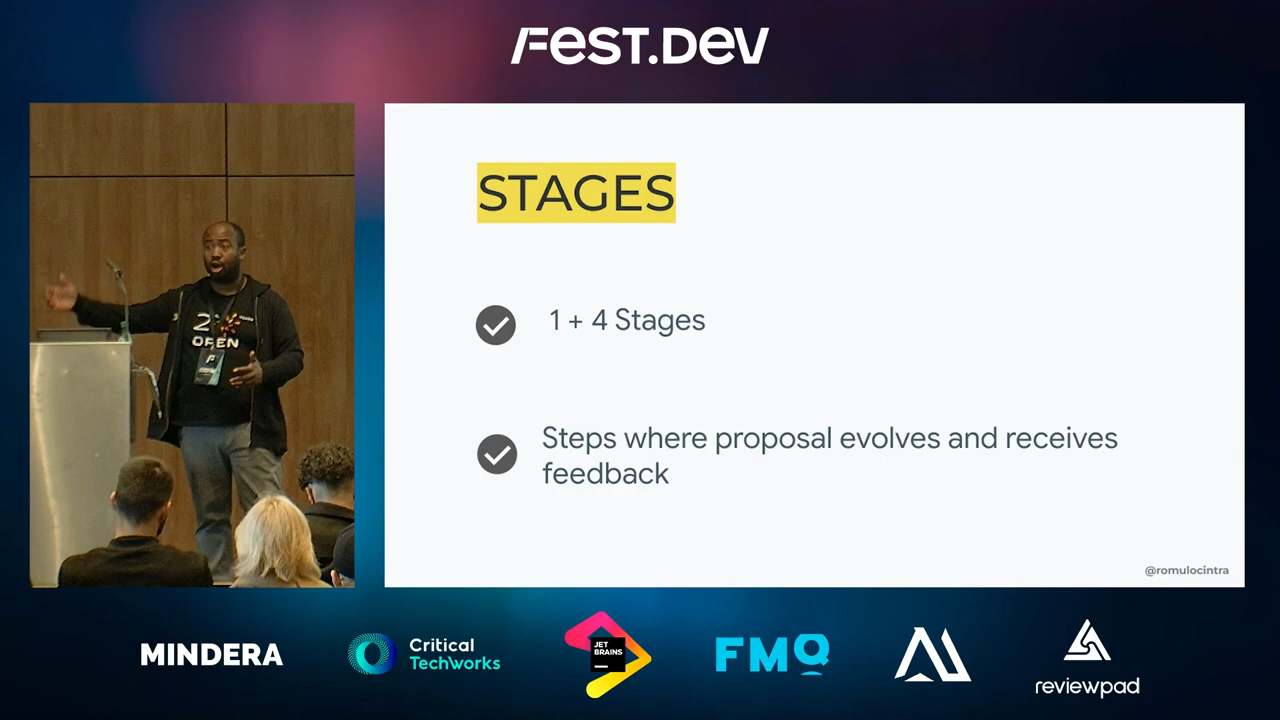 FEST.DEV
STAGES
1 + 4 Stages
Steps where proposal evolves and receives
feedback
@romulocintra
OPEN
MINDERA
Critical
TechWorks
JET
BRAINS
FMQ
reviewpad